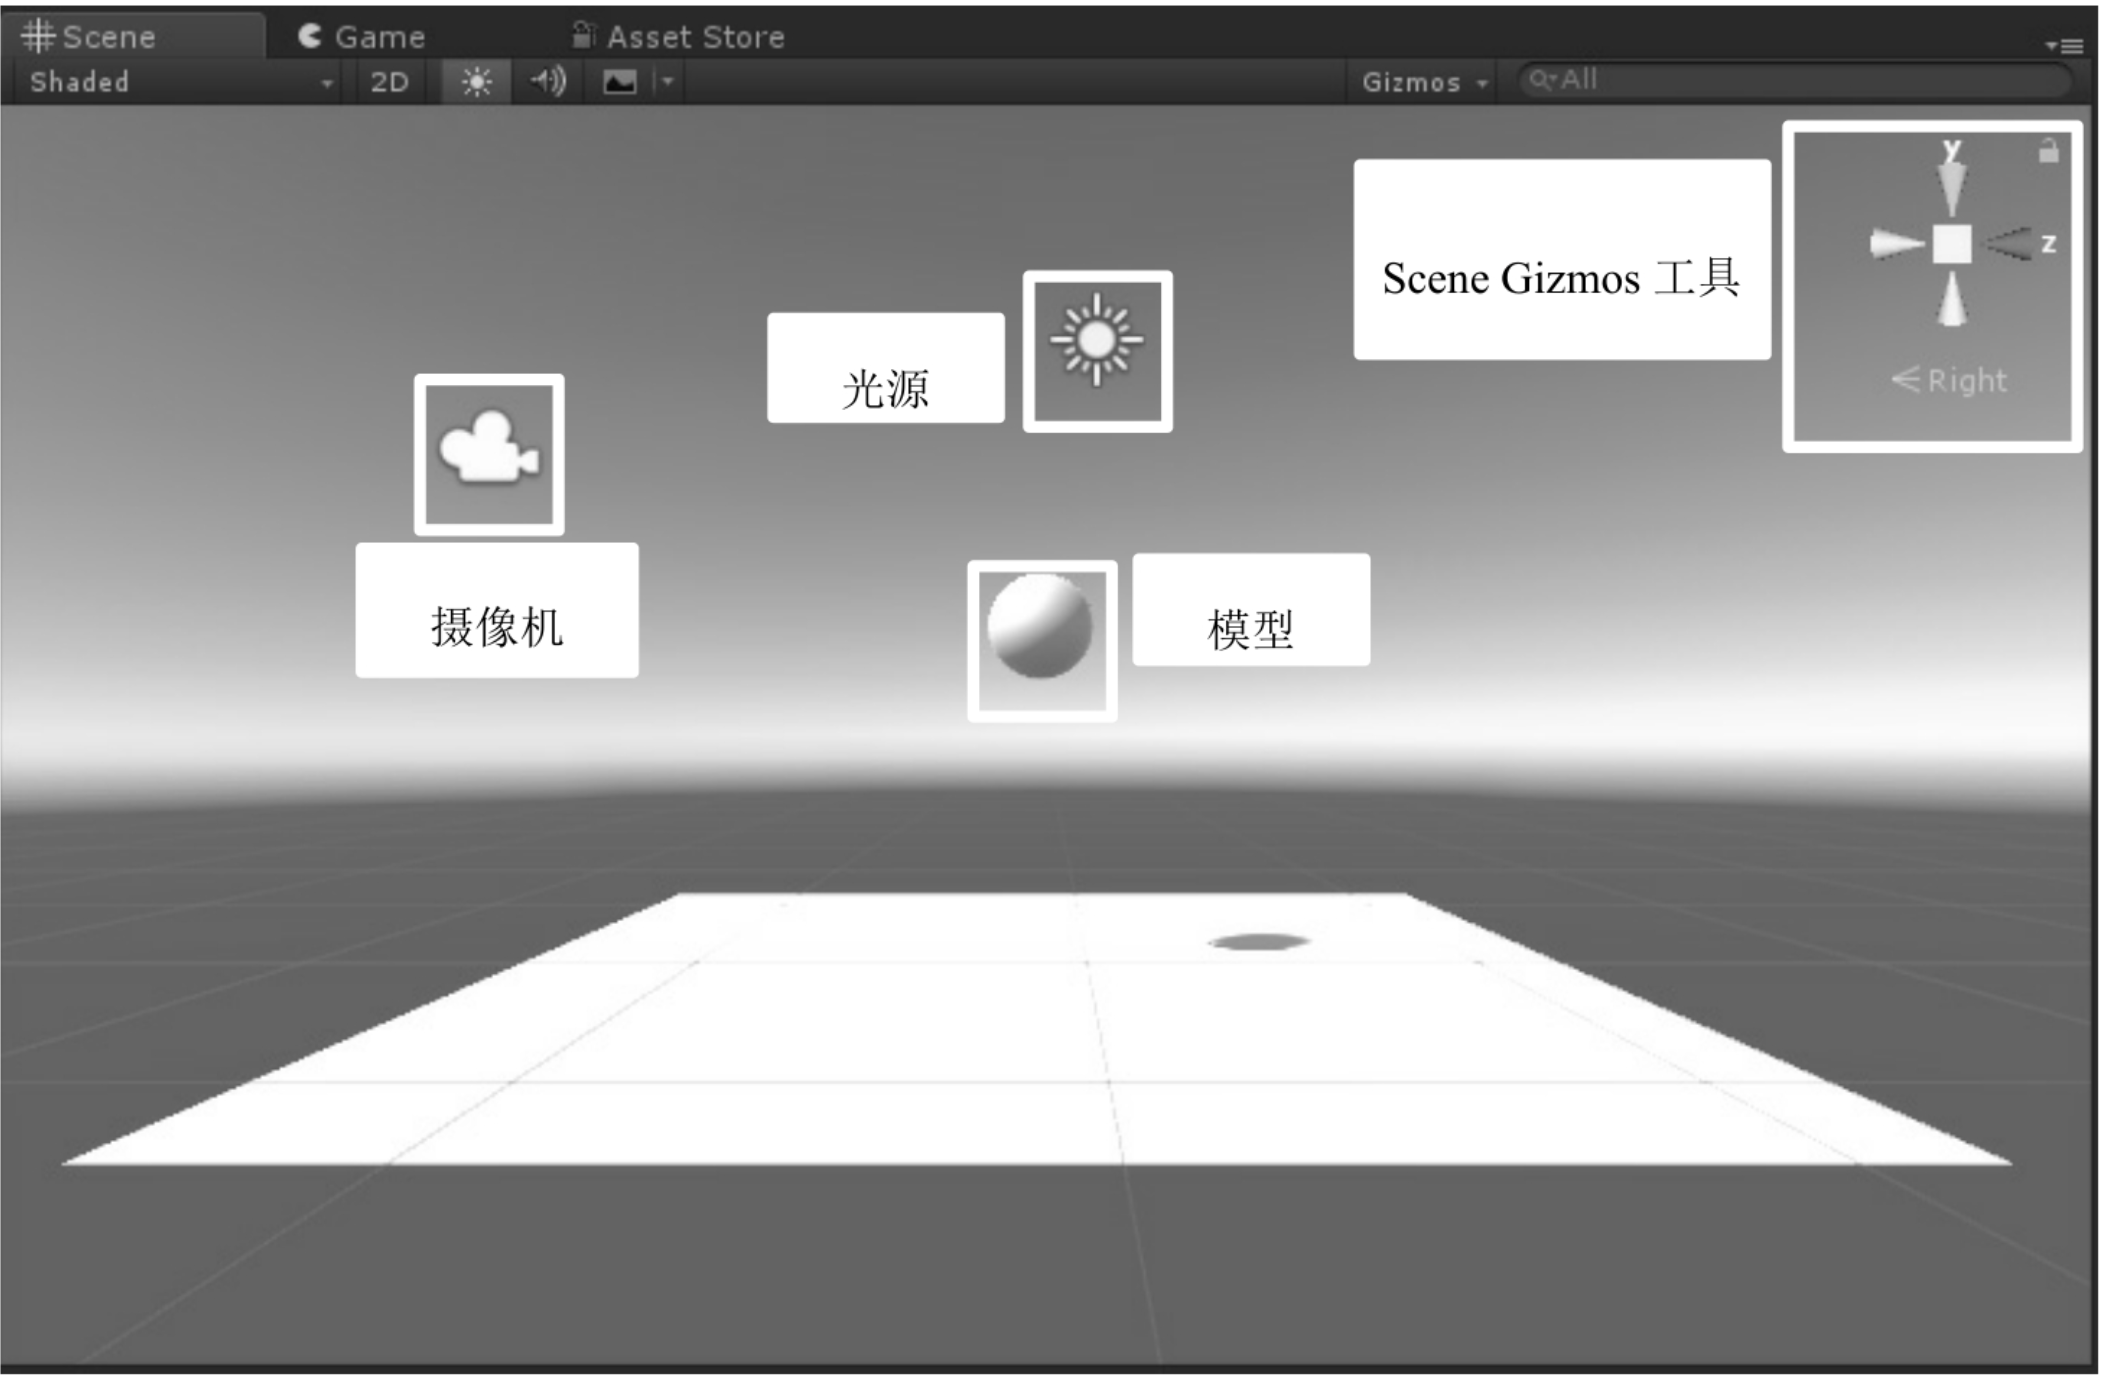 Scene Game Asset Store
Shaded 2D Gizmos All
y
Scene Gizmos 工具
z
光源
Right
摄像机
模型